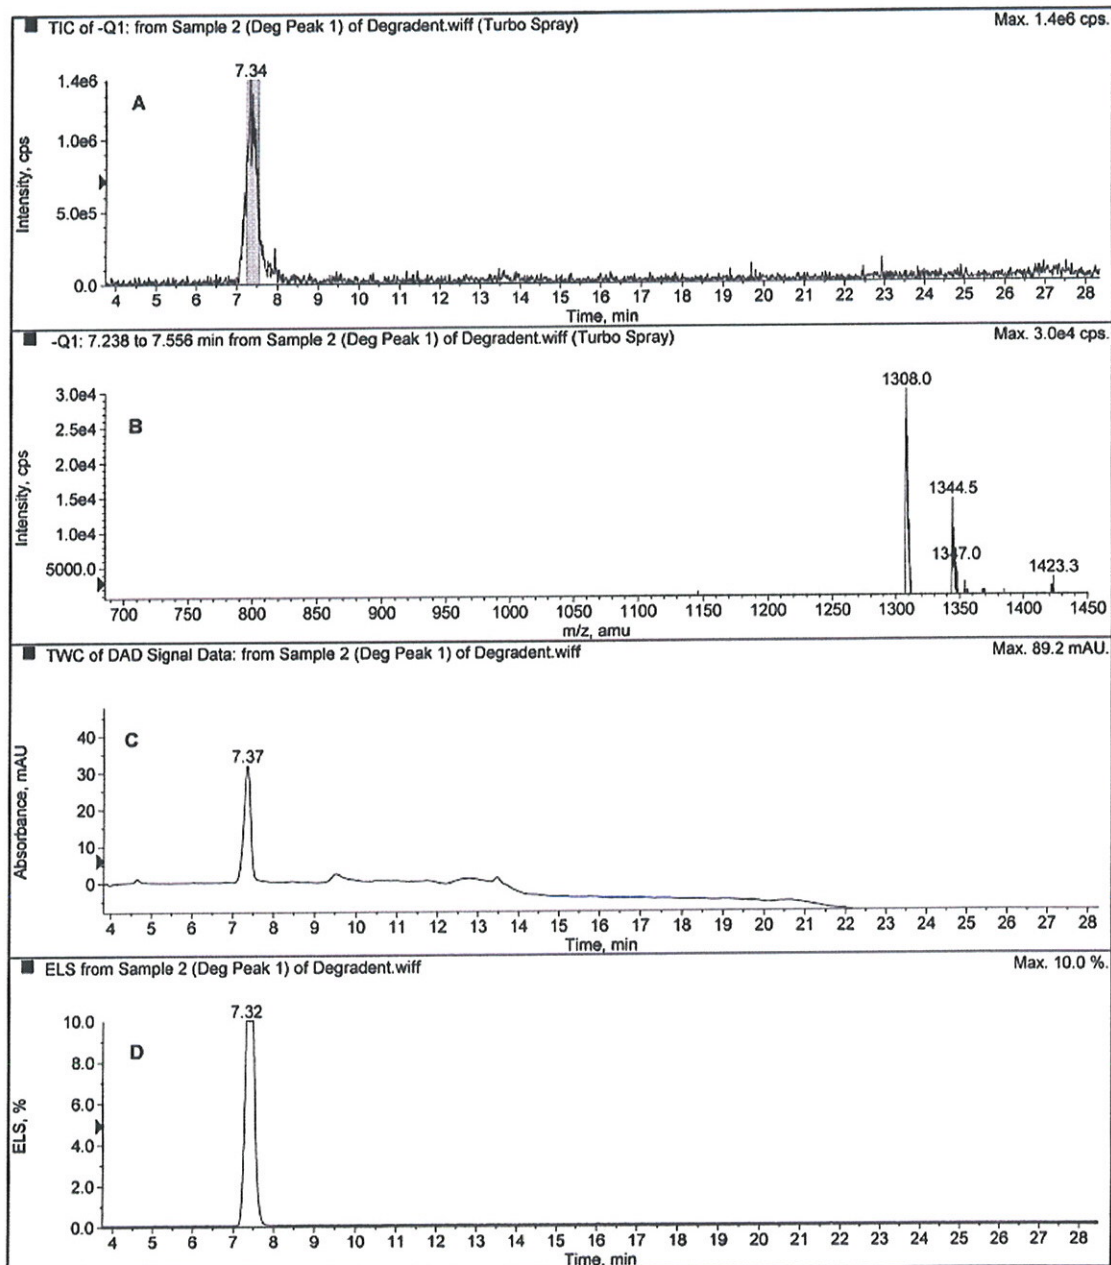 TIC of -Q1: from Sample 2 (Deg Peak 1) of Degradent.wiff (Turbo Spray) Max. 1.4e6 cps.
7.34
A
1.4e6
1.0e6
5.0e5
0.0
Intensity, cps
4 5 6 7 8 9 10 11 12 13 14 15 16 17 18 19 20 21 22 23 24 25 26 27 28
Time, min
-Q1: 7.238 to 7.556 min from Sample 2 (Deg Peak 1) of Degradent.wiff (Turbo Spray) Max. 3.0e4 cps.
1308.0
B
1344.5
1347.0
1423.3
3.0e4
2.5e4
2.0e4
1.5e4
1.0e4
5000.0
Intensity, cps
700 750 800 850 900 950 1000 1050 1100 1150 1200 1250 1300 1350 1400 1450
m/z, amu
TWC of DAD Signal Data: from Sample 2 (Deg Peak 1) of Degradent.wiff Max. 89.2 mAU.
C
7.37
40
30
20
10
0
Absorbance, mAU
4 5 6 7 8 9 10 11 12 13 14 15 16 17 18 19 20 21 22 23 24 25 26 27 28
Time, min
ELS from Sample 2 (Deg Peak 1) of Degradent.wiff Max. 10.0 %.
7.32
D
10.0
8.0
6.0
4.0
2.0
0.0
ELS, %
4 5 6 7 8 9 10 11 12 13 14 15 16 17 18 19 20 21 22 23 24 25 26 27 28
Time, min